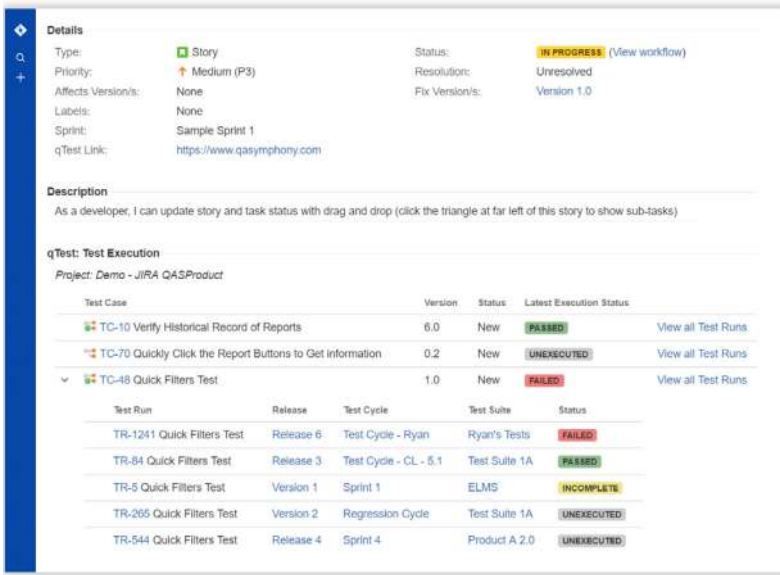 Details
Type: Story Status: IN PROGRESS (View workflow)
Priority: Medium (P3) Resolution: Unresolved
Affects Version/s: None Fix Version/s: Version 1.0
Labels: None
Sprint: Sample Sprint 1
qTest Link: https://www.qasymphony.com
Description
As a developer, I can update story and task status with drag and drop (click the triangle at far left of this story to show sub-tasks)
qTest: Test Execution
Project: Demo - JIRA QASProduct
Test Case Version Status Latest Execution Status
TC-10 Verify Historical Record of Reports 6.0 New PASSED View all Test Runs
TC-70 Quickly Click the Report Buttons to Get information 0.2 New UNEXECUTED View all Test Runs
TC-48 Quick Filters Test 1.0 New FAILED View all Test Runs
Test Run Release Test Cycle Test Suite Status
TR-1241 Quick Filters Test Release 6 Test Cycle - Ryan Ryan's Tests FAILED
TR-84 Quick Filters Test Release 3 Test Cycle - CL - 5.1 Test Suite 1A PASSED
TR-5 Quick Filters Test Version 1 Sprint 1 ELMS INCOMPLETE
TR-265 Quick Filters Test Version 2 Regression Cycle Test Suite 1A UNEXECUTED
TR-544 Quick Filters Test Release 4 Sprint 4 Product A 2.0 UNEXECUTED